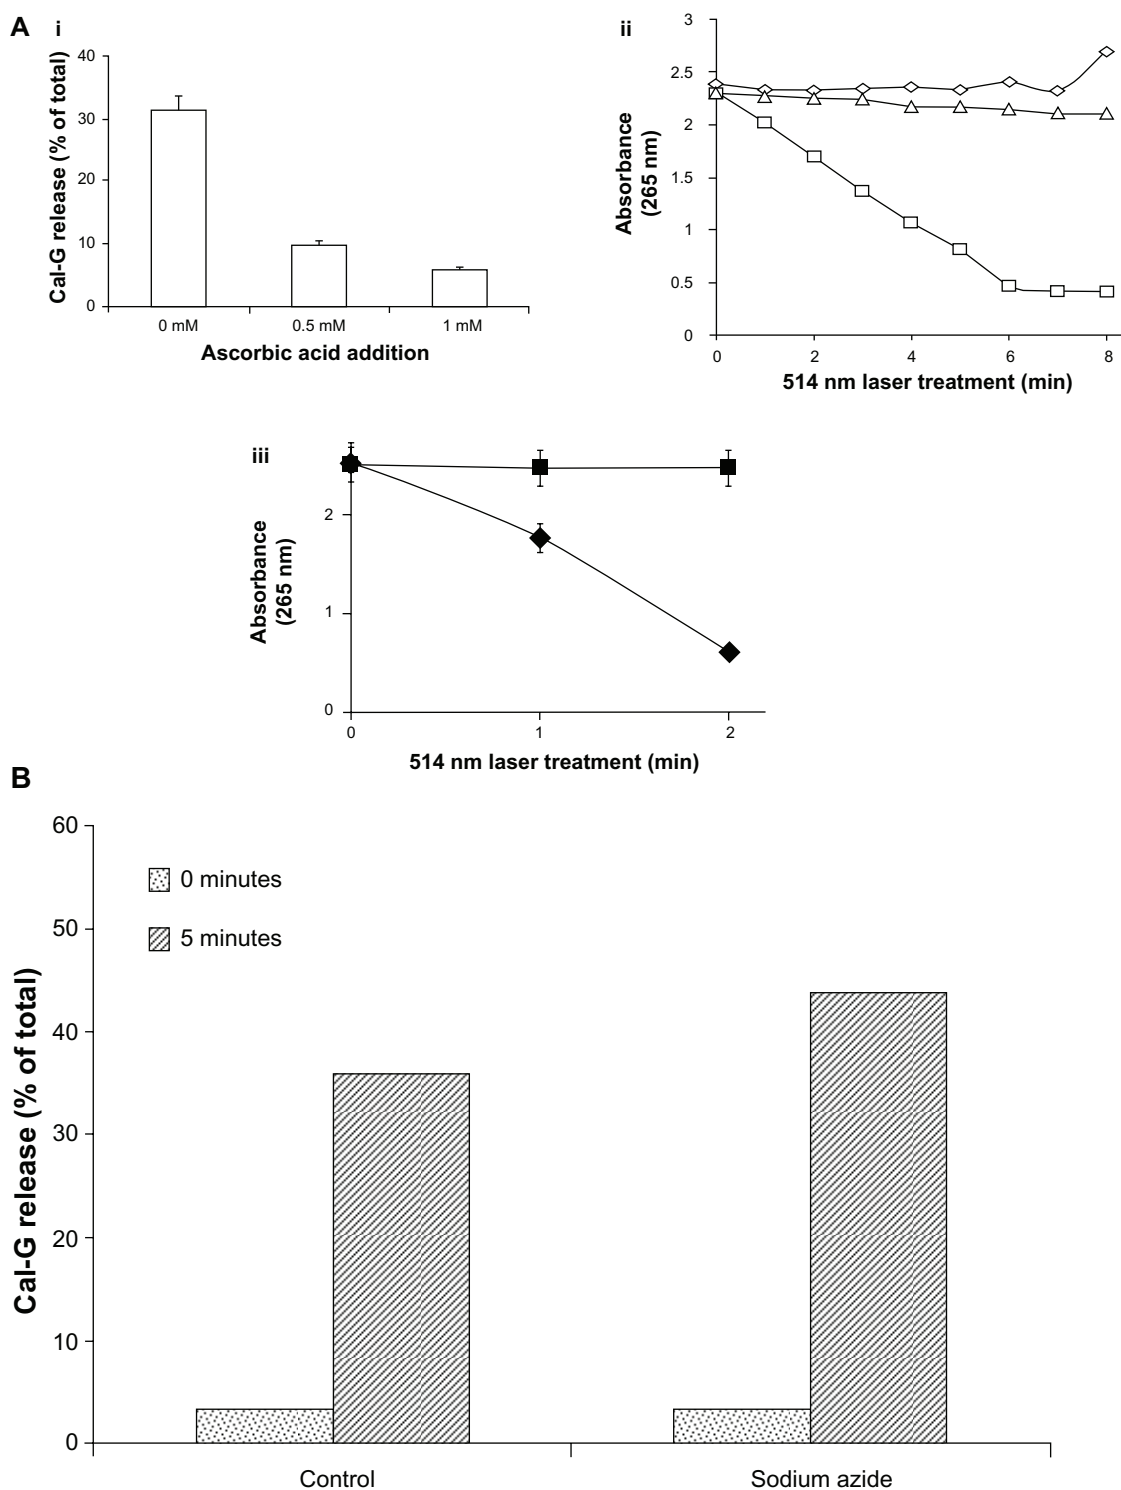 A
i
Cal-G release (% of total)
40
30
20
10
0
0 mM
0.5 mM
1 mM
Ascorbic acid addition
ii
Absorbance
(265 nm)
3
2.5
2
1.5
1
0.5
0
0
2
4
6
8
514 nm laser treatment (min)
iii
Absorbance
(265 nm)
2
1
0
0
1
2
514 nm laser treatment (min)
B
Cal-G release (% of total)
60
50
40
30
20
10
0
0 minutes
5 minutes
Control
Sodium azide